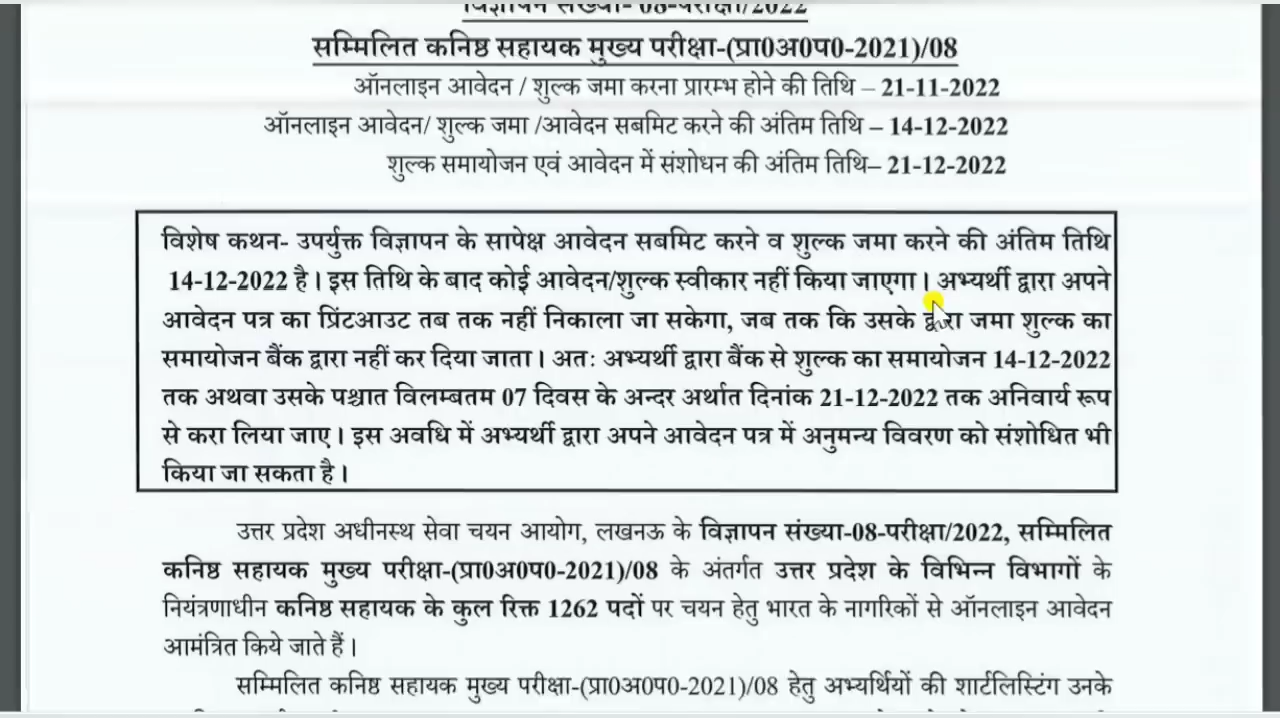 विज्ञापन संख्या- 08-परीक्षा/2022
सम्मिलित कनिष्ठ सहायक मुख्य परीक्षा-(प्रा0अ0प0-2021)/08
ऑनलाइन आवेदन / शुल्क जमा करना प्रारम्भ होने की तिथि – 21-11-2022
ऑनलाइन आवेदन/ शुल्क जमा /आवेदन सबमिट करने की अंतिम तिथि – 14-12-2022
शुल्क समायोजन एवं आवेदन में संशोधन की अंतिम तिथि– 21-12-2022
विशेष कथन- उपर्युक्त विज्ञापन के सापेक्ष आवेदन सबमिट करने व शुल्क जमा करने की अंतिम तिथि
14-12-2022 है। इस तिथि के बाद कोई आवेदन/शुल्क स्वीकार नहीं किया जाएगा। अभ्यर्थी द्वारा अपने
आवेदन पत्र का प्रिंटआउट तब तक नहीं निकाला जा सकेगा, जब तक कि उसके द्वारा जमा शुल्क का
समायोजन बैंक द्वारा नहीं कर दिया जाता। अतः अभ्यर्थी द्वारा बैंक से शुल्क का समायोजन 14-12-2022
तक अथवा उसके पश्चात विलम्बतम 07 दिवस के अन्दर अर्थात दिनांक 21-12-2022 तक अनिवार्य रूप
से करा लिया जाए। इस अवधि में अभ्यर्थी द्वारा अपने आवेदन पत्र में अनुमन्य विवरण को संशोधित भी
किया जा सकता है।
उत्तर प्रदेश अधीनस्थ सेवा चयन आयोग, लखनऊ के विज्ञापन संख्या-08-परीक्षा/2022, सम्मिलित
कनिष्ठ सहायक मुख्य परीक्षा-(प्रा0अ0प0-2021)/08 के अंतर्गत उत्तर प्रदेश के विभिन्न विभागों के
नियंत्रणाधीन कनिष्ठ सहायक के कुल रिक्त 1262 पदों पर चयन हेतु भारत के नागरिकों से ऑनलाइन आवेदन
आमंत्रित किये जाते हैं।
सम्मिलित कनिष्ठ सहायक मुख्य परीक्षा-(प्रा0अ0प0-2021)/08 हेतु अभ्यर्थियों की शार्टलिस्टिंग उनके